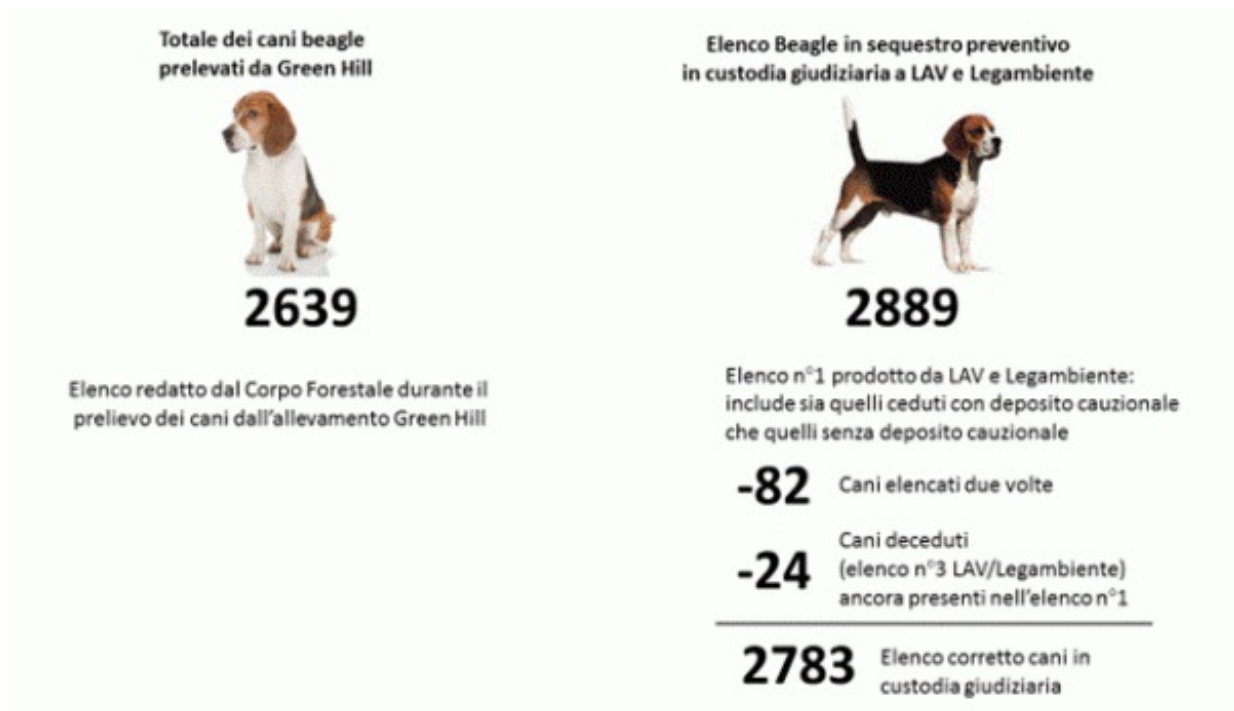 Totale dei cani beagle
prelevati da Green Hill
2639
Elenco redatto dal Corpo Forestale durante il
prelievo dei cani dall'allevamento Green Hill
Elenco Beagle in sequestro preventivo
in custodia giudiziaria a LAV e Legambiente
2889
Elenco n°1 prodotto da LAV e Legambiente:
include sia quelli ceduti con deposito cauzionale
che quelli senza deposito cauzionale
-82 Cani elencati due volte
Cani deceduti
-24 (elenco n°3 LAV/Legambiente)
ancora presenti nell'elenco n°1
2783 Elenco corretto cani in
custodia giudiziaria